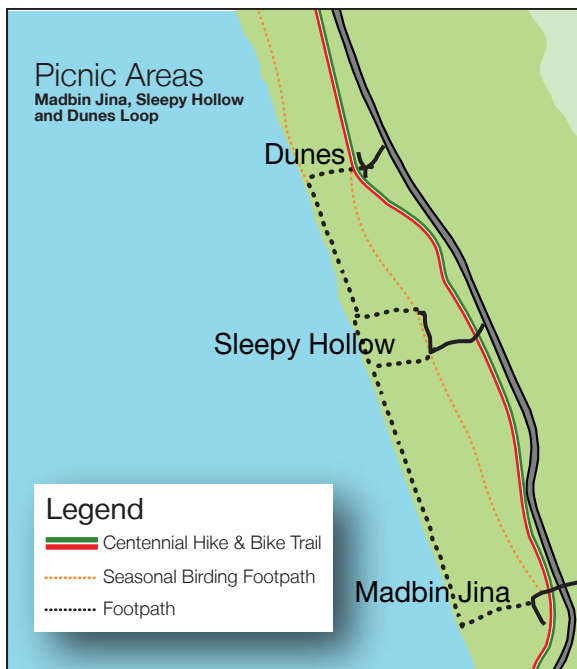 Picnic Areas
Madbin Jina, Sleepy Hollow
and Dunes Loop
Dunes
Sleepy Hollow
Madbin Jina
Legend
Centennial Hike & Bike Trail
Seasonal Birding Footpath
Footpath